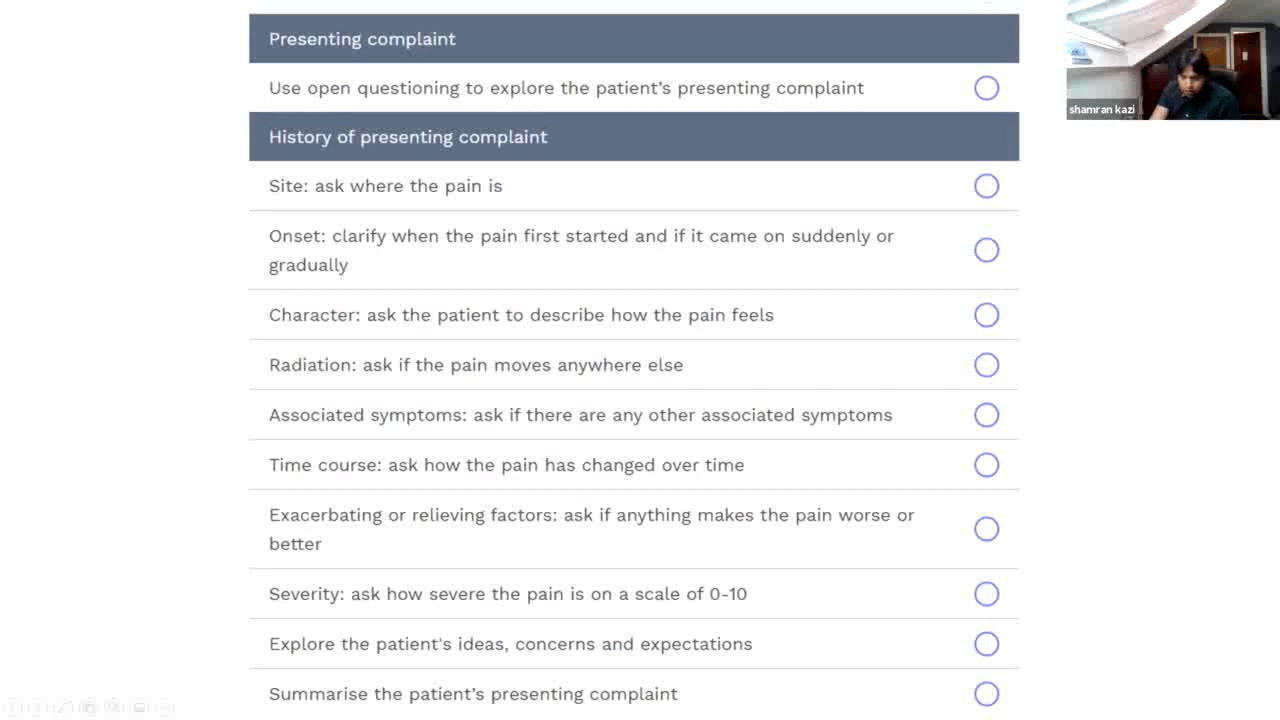 Presenting complaint
Use open questioning to explore the patient’s presenting complaint
History of presenting complaint
Site: ask where the pain is
Onset: clarify when the pain first started and if it came on suddenly or
gradually
Character: ask the patient to describe how the pain feels
Radiation: ask if the pain moves anywhere else
Associated symptoms: ask if there are any other associated symptoms
Time course: ask how the pain has changed over time
Exacerbating or relieving factors: ask if anything makes the pain worse or
better
Severity: ask how severe the pain is on a scale of 0-10
Explore the patient's ideas, concerns and expectations
Summarise the patient’s presenting complaint
shamran kazi